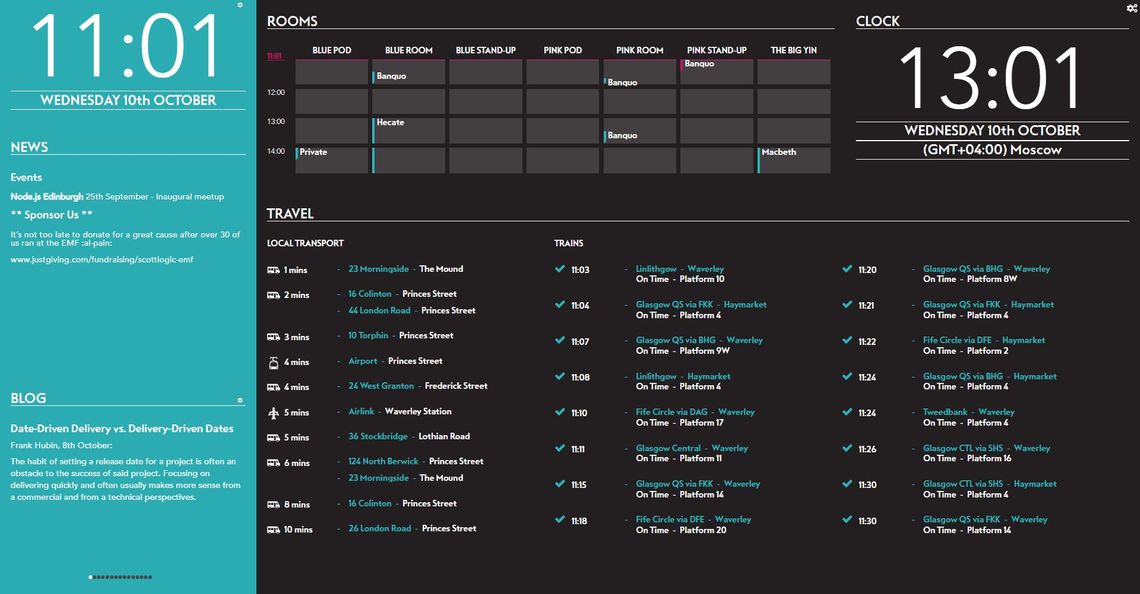 11:01
WEDNESDAY 10th OCTOBER
NEWS
Events
Node.js Edinburgh 25th September - Inaugural meetup
** Sponsor Us **
It's not too late to donate for a great cause after over 30 of
us ran at the EMF :al-pain:
www.justgiving.com/fundraising/scottlogic-emf
BLOG
Date-Driven Delivery vs. Delivery-Driven Dates
Frank Hubin, 8th October:
The habit of setting a release date for a project is often an
obstacle to the success of said project. Focusing on
delivering quickly and often usually makes more sense from
a commercial and from a technical perspectives.
ROOMS
BLUE POD BLUE ROOM BLUE STAND-UP PINK POD PINK ROOM PINK STAND-UP THE BIG YIN
11:01 Banquo
Banquo
Banquo
12:00
13:00 Hecate
Banquo
14:00 Private Macbeth
CLOCK
13:01
WEDNESDAY 10th OCTOBER
(GMT+04:00) Moscow
TRAVEL
LOCAL TRANSPORT
1 mins - 23 Morningside - The Mound
2 mins - 16 Colinton - Princes Street
- 44 London Road - Princes Street
3 mins - 10 Torphin - Princes Street
4 mins - Airport - Princes Street
4 mins - 24 West Granton - Frederick Street
5 mins - Airlink - Waverley Station
5 mins - 36 Stockbridge - Lothian Road
6 mins - 124 North Berwick - Princes Street
- 23 Morningside - The Mound
8 mins - 16 Colinton - Princes Street
10 mins - 26 London Road - Princes Street
TRAINS
11:03 - Linlithgow - Waverley
On Time - Platform 10
11:04 - Glasgow QS via FKK - Haymarket
On Time - Platform 4
11:07 - Glasgow QS via BHG - Waverley
On Time - Platform 9W
11:08 - Linlithgow - Haymarket
On Time - Platform 4
11:10 - Fife Circle via DAG - Waverley
On Time - Platform 17
11:11 - Glasgow Central - Waverley
On Time - Platform 11
11:15 - Glasgow QS via FKK - Waverley
On Time - Platform 14
11:18 - Fife Circle via DFE - Waverley
On Time - Platform 20
11:20 - Glasgow QS via BHG - Waverley
On Time - Platform 8W
11:21 - Glasgow QS via FKK - Haymarket
On Time - Platform 4
11:22 - Fife Circle via DFE - Haymarket
On Time - Platform 2
11:24 - Glasgow QS via BHG - Haymarket
On Time - Platform 4
11:24 - Tweedbank - Waverley
On Time - Platform 4
11:26 - Glasgow CTL via SHS - Waverley
On Time - Platform 16
11:30 - Glasgow CTL via SHS - Haymarket
On Time - Platform 4
11:30 - Glasgow QS via FKK - Waverley
On Time - Platform 14